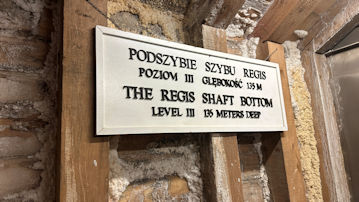 PODSZYBIE SZYBU REGIS
POZIOM III GŁĘBOKOŚĆ 135 M
THE REGIS SHAFT BOTTOM
LEVEL III 135 METERS DEEP